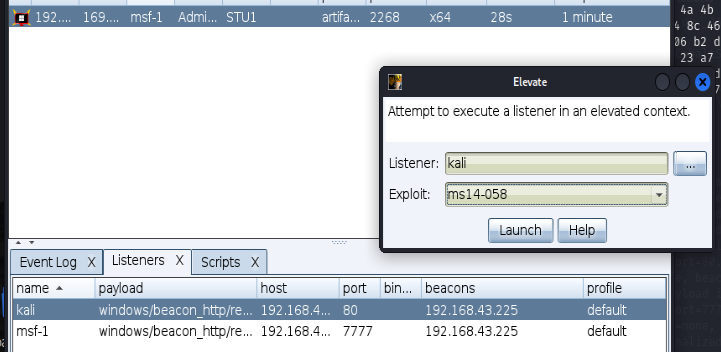 192.... 169.... msf-1 Admi... STU1 artifa... 2268 x64 28s 1 minute
4a 4b
4 8c 46
06 b2 d
23 a7
Elevate
Attempt to execute a listener in an elevated context.
Listener: kali ...
Exploit: ms14-058
Launch Help
Event Log X Listeners X Scripts X
name payload host port bin... beacons profile
kali windows/beacon_http/re... 192.168.4... 80 192.168.43.225 default
msf-1 windows/beacon_http/re... 192.168.4... 7777 192.168.43.225 default